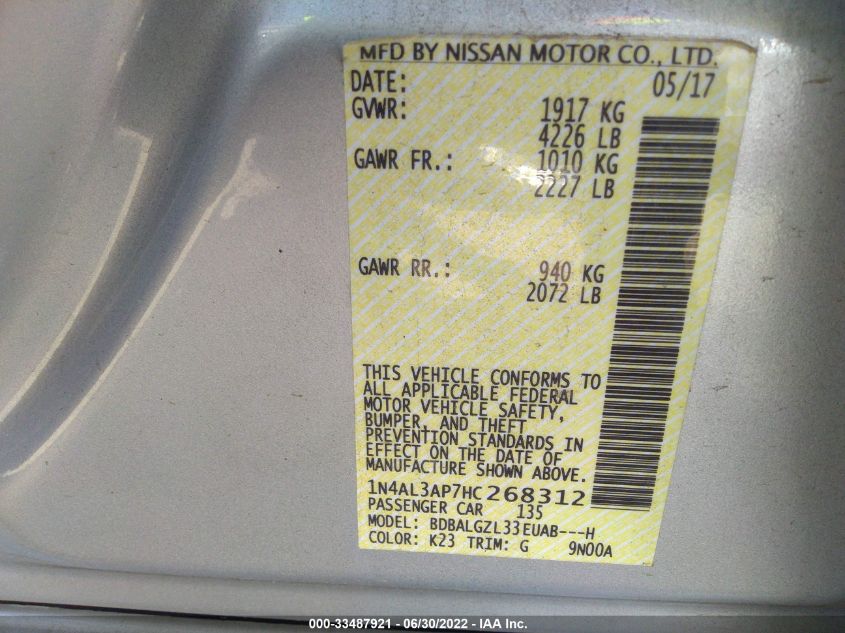 MFD BY NISSAN MOTOR CO., LTD.
DATE: 05/17
GVWR: 1917 KG
4226 LB
GAWR FR.: 1010 KG
2227 LB
GAWR RR.: 940 KG
2072 LB
THIS VEHICLE CONFORMS TO
ALL APPLICABLE FEDERAL
MOTOR VEHICLE SAFETY,
BUMPER, AND THEFT
PREVENTION STANDARDS IN
EFFECT ON THE DATE OF
MANUFACTURE SHOWN ABOVE.
1N4AL3AP7HC268312
PASSENGER CAR 135
MODEL: BDBALGZL33EUAB---H
COLOR: K23 TRIM: G 9N00A
000-33487921 - 06/30/2022 - IAA Inc.